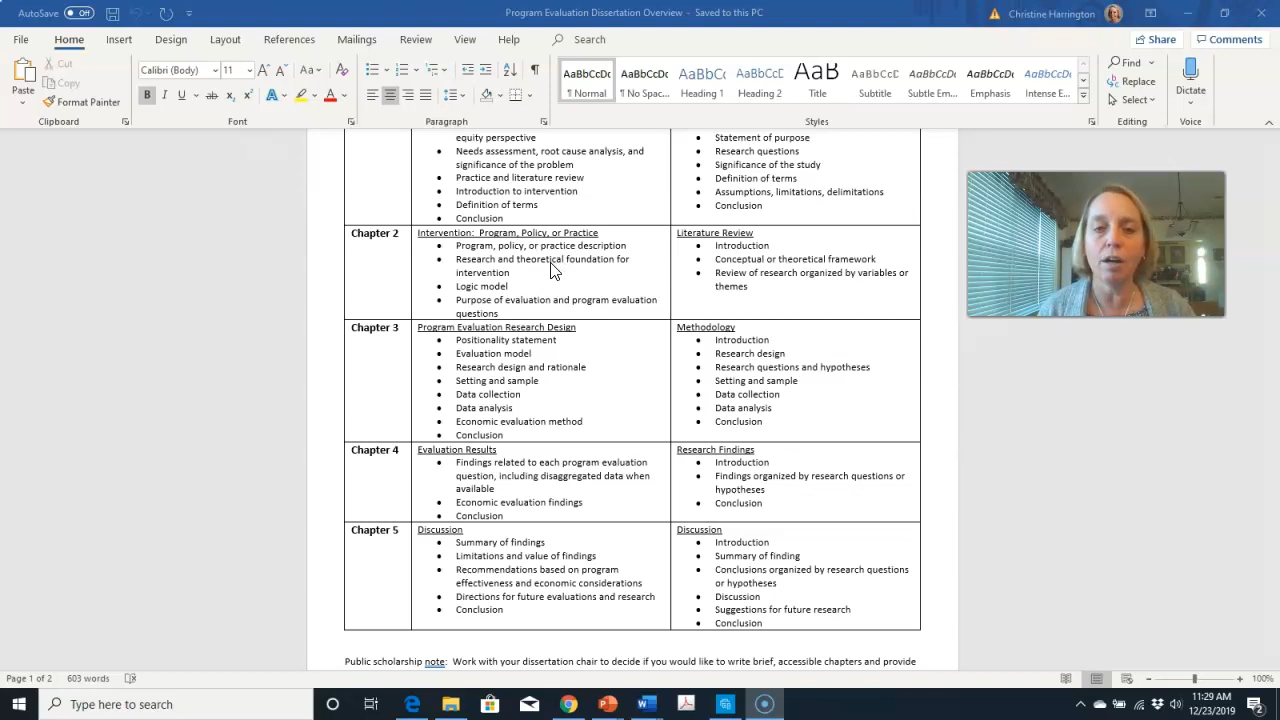 AutoSave Off
Program Evaluation Dissertation Overview - Saved to this PC
Christine Harrington
File Home Insert Design Layout References Mailings Review View Help Search
Share Comments
Paste
Cut
Copy
Format Painter
Clipboard
Calibri (Body) 11
Font
Paragraph
AaBbCcDc AaBbCcDc AaBbCc AaBbCcD AaB AaBbCcD AaBbCcDc AaBbCcDc AaBbCcDc
¶ Normal ¶ No Spac... Heading 1 Heading 2 Title Subtitle Subtle Em... Emphasis Intense E...
Styles
Find
Replace
Select
Editing
Dictate
Voice
equity perspective
• Needs assessment, root cause analysis, and
significance of the problem
• Practice and literature review
• Introduction to intervention
• Definition of terms
• Conclusion
Statement of purpose
• Research questions
• Significance of the study
• Definition of terms
• Assumptions, limitations, delimitations
• Conclusion
Chapter 2
Intervention: Program, Policy, or Practice
• Program, policy, or practice description
• Research and theoretical foundation for
intervention
• Logic model
• Purpose of evaluation and program evaluation
questions
Literature Review
• Introduction
• Conceptual or theoretical framework
• Review of research organized by variables or
themes
Chapter 3
Program Evaluation Research Design
• Positionality statement
• Evaluation model
• Research design and rationale
• Setting and sample
• Data collection
• Data analysis
• Economic evaluation method
• Conclusion
Methodology
• Introduction
• Research design
• Research questions and hypotheses
• Setting and sample
• Data collection
• Data analysis
• Conclusion
Chapter 4
Evaluation Results
• Findings related to each program evaluation
question, including disaggregated data when
available
• Economic evaluation findings
• Conclusion
Research Findings
• Introduction
• Findings organized by research questions or
hypotheses
• Conclusion
Chapter 5
Discussion
• Summary of findings
• Limitations and value of findings
• Recommendations based on program
effectiveness and economic considerations
• Directions for future evaluations and research
• Conclusion
Discussion
• Introduction
• Summary of finding
• Conclusions organized by research questions
or hypotheses
• Discussion
• Suggestions for future research
• Conclusion
Public scholarship note: Work with your dissertation chair to decide if you would like to write brief, accessible chapters and provide
Page 1 of 2 603 words
100%
Type here to search
11:29 AM
12/23/2019
2